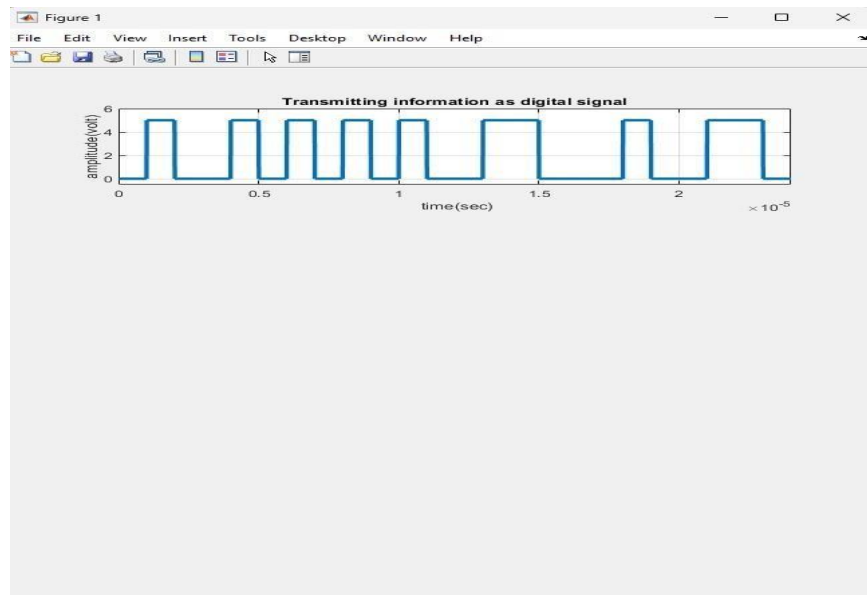 Figure 1
File Edit View Insert Tools Desktop Window Help
Transmitting information as digital signal
amplitude(volt)
6
4
2
0
0 0.5 1 1.5 2
time(sec)
× 10-5